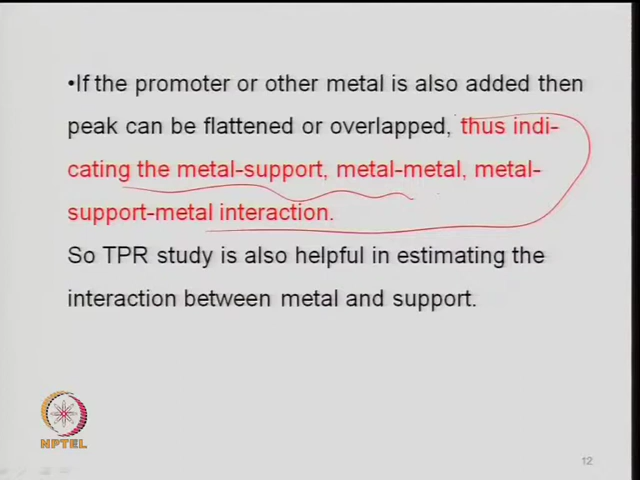 •If the promoter or other metal is also added then
peak can be flattened or overlapped, thus indi-
cating the metal-support, metal-metal, metal-
support-metal interaction.
So TPR study is also helpful in estimating the
interaction between metal and support.
NPTEL
12